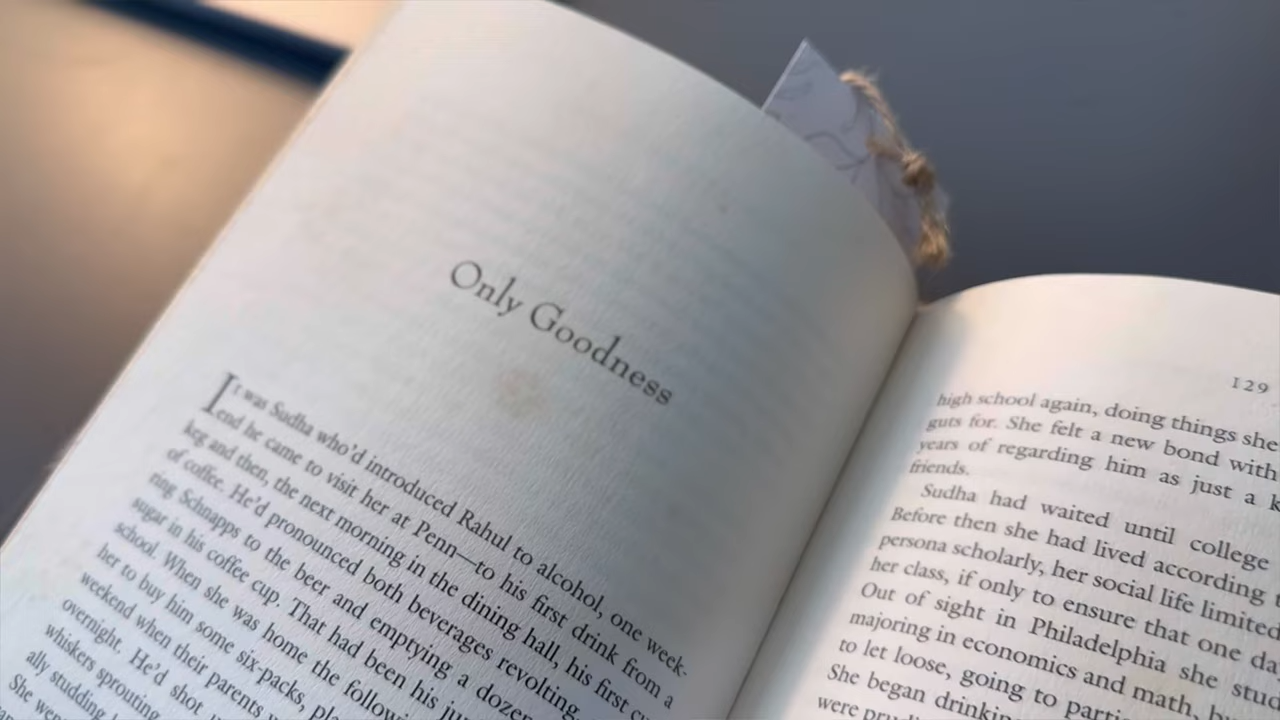 Only Goodness
It was Sudha who'd introduced Rahul to alcohol, one week-
end he came to visit her at Penn—to his first drink from a
keg and then, the next morning in the dining hall, his first
of coffee. He'd pronounced both beverages revolting,
ring Schnapps to the beer and emptying a dozen
sugar in his coffee cup. That had been his
school. When she was home the
her to buy him some six-packs,
weekend when their parents
overnight. He'd shot
whiskers sprouting
ally studding
She
129
high school again, doing things she
guts for. She felt a new bond with
years of regarding him as just a
friends.
Sudha had waited until college
Before then she had lived according
persona scholarly, her social life limited
her class, if only to ensure that one
Out of sight in Philadelphia she
majoring in economics and math,
to let loose, going to
She began
were